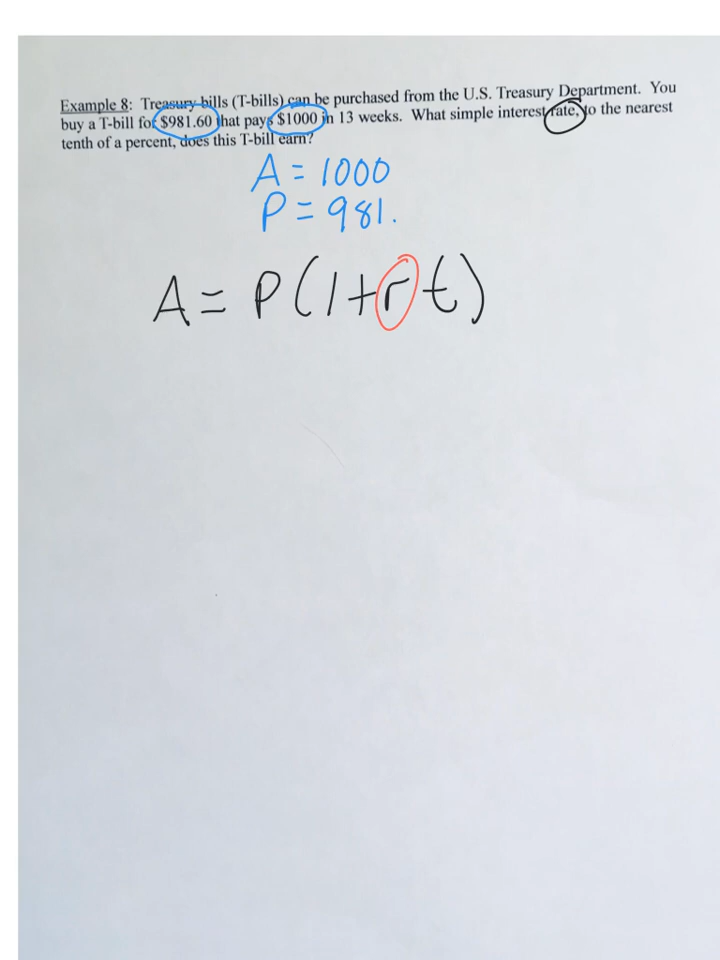 Example 8: Treasury bills (T-bills) can be purchased from the U.S. Treasury Department. You
buy a T-bill for $981.60 that pays $1000 in 13 weeks. What simple interest rate, to the nearest
tenth of a percent, does this T-bill earn?
A = 1000
P = 981.
A = P(1+rt)